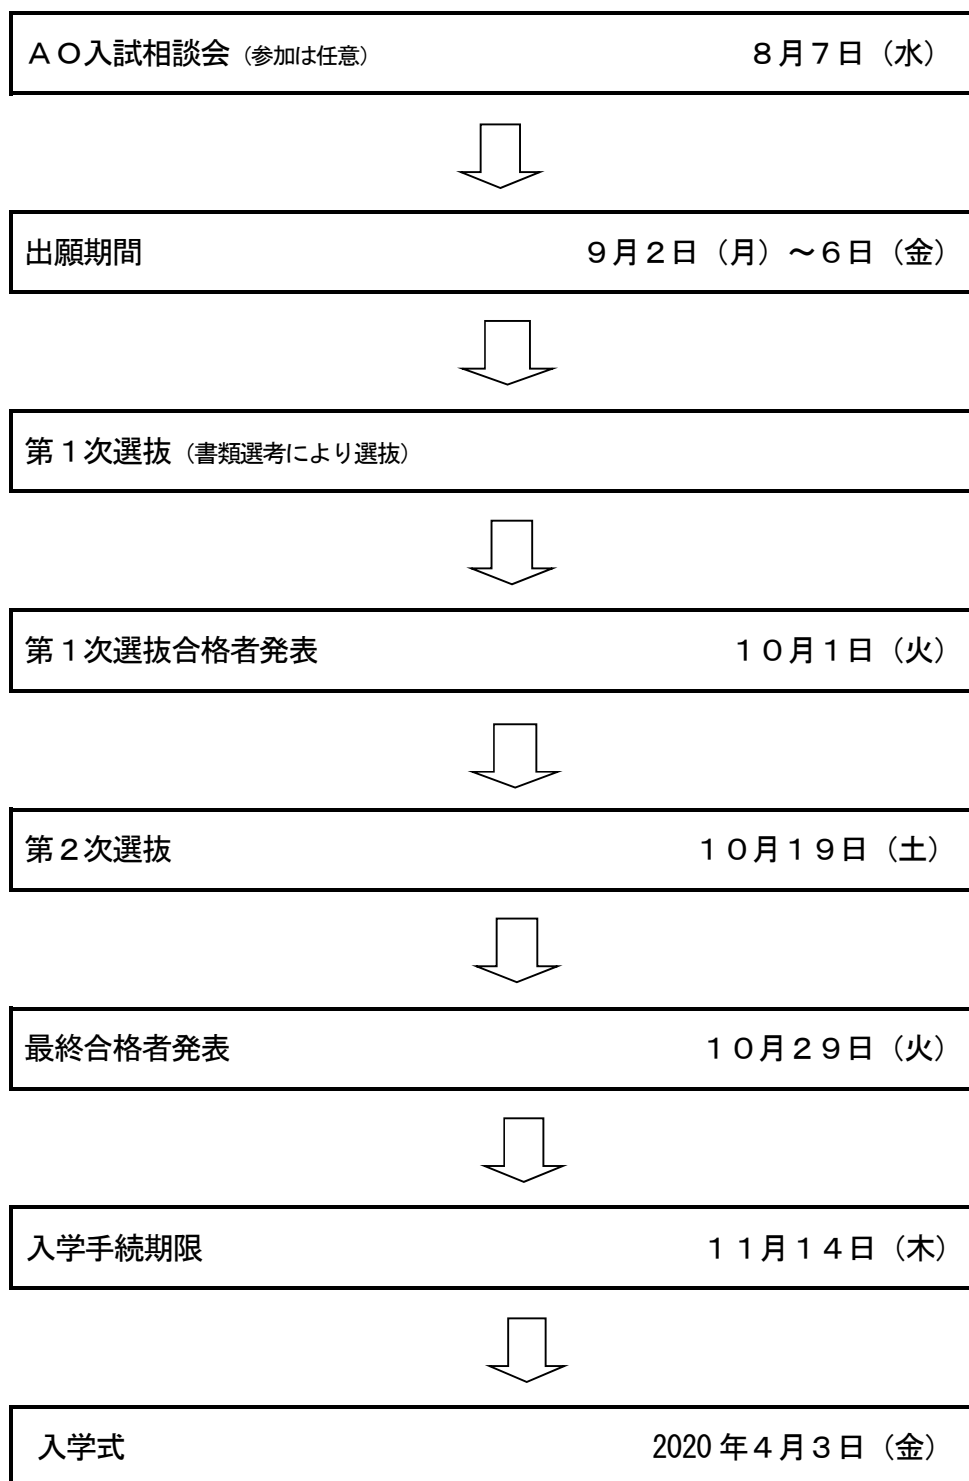 ＡＯ入試相談会（参加は任意） ８月７日（水）
出願期間 ９月２日（月）～６日（金）
第１次選抜（書類選考により選抜）
第１次選抜合格者発表 １０月１日（火）
第２次選抜 １０月１９日（土）
最終合格者発表 １０月２９日（火）
入学手続期限 １１月１４日（木）
入学式 2020年４月３日（金）